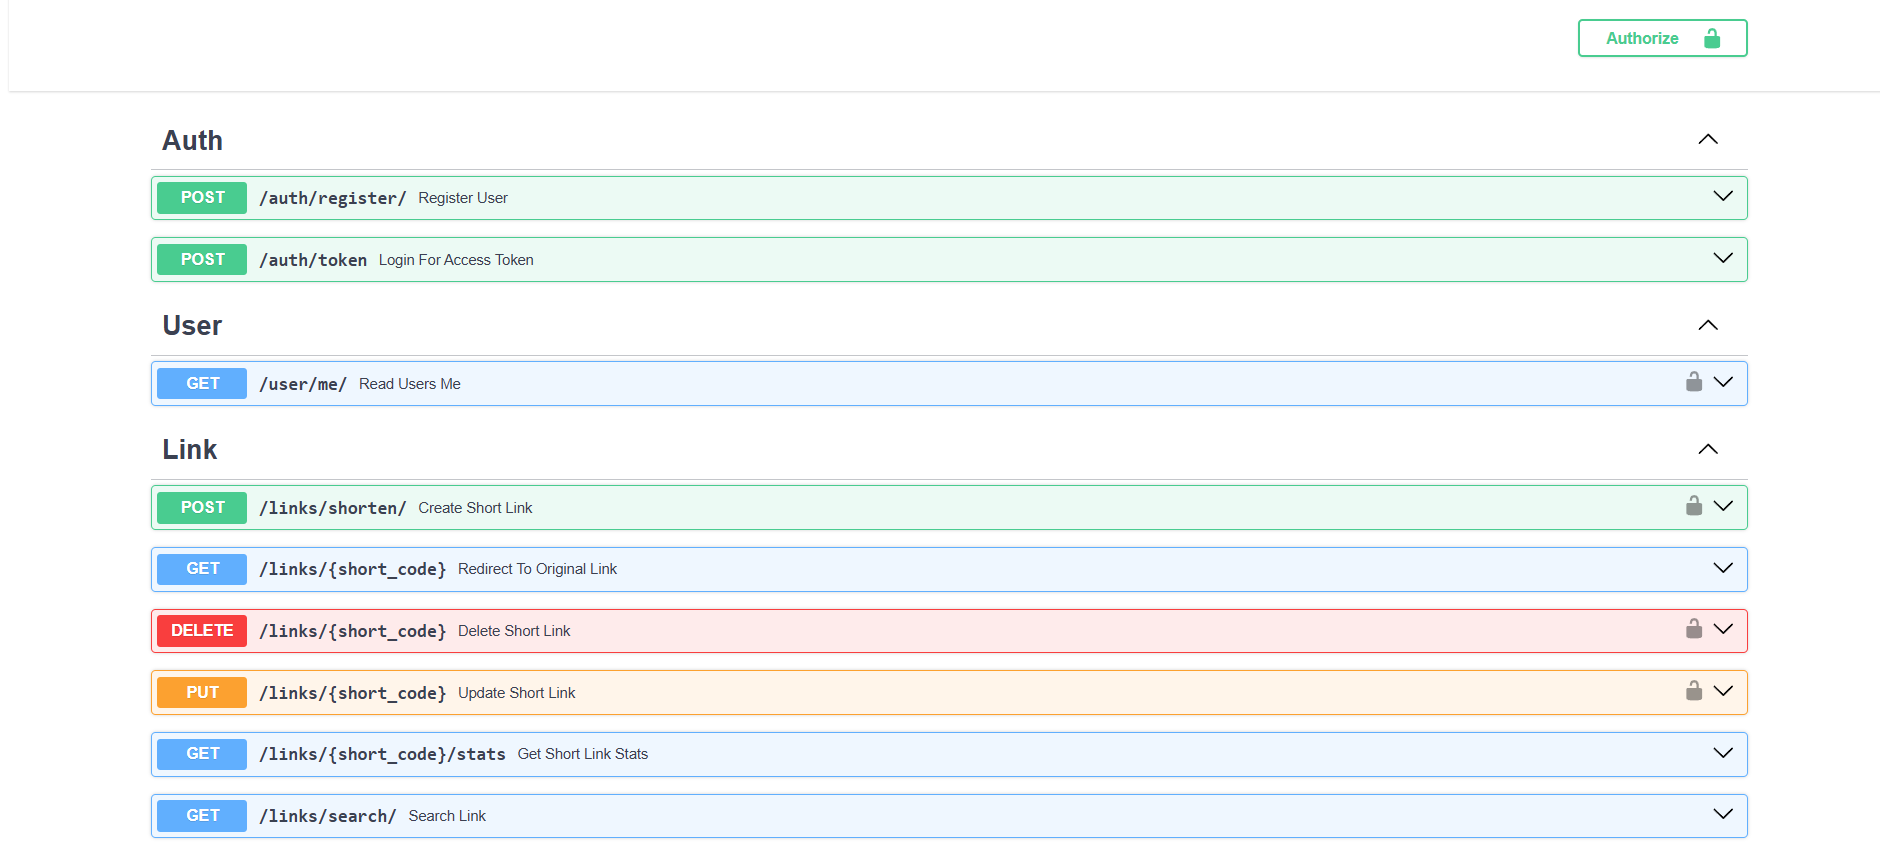 Authorize
Auth
POST /auth/register/ Register User
POST /auth/token Login For Access Token
User
GET /user/me/ Read Users Me
Link
POST /links/shorten/ Create Short Link
GET /links/{short_code} Redirect To Original Link
DELETE /links/{short_code} Delete Short Link
PUT /links/{short_code} Update Short Link
GET /links/{short_code}/stats Get Short Link Stats
GET /links/search/ Search Link